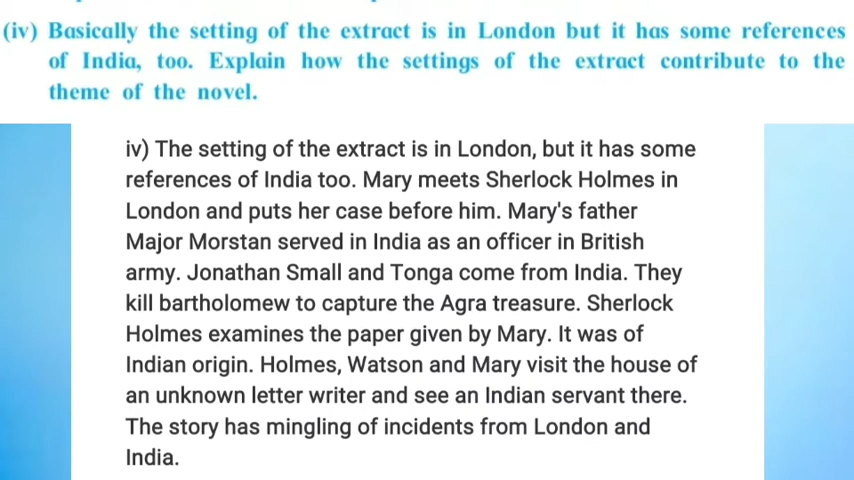 (iv) Basically the setting of the extract is in London but it has some references
of India, too. Explain how the settings of the extract contribute to the
theme of the novel.
iv) The setting of the extract is in London, but it has some
references of India too. Mary meets Sherlock Holmes in
London and puts her case before him. Mary's father
Major Morstan served in India as an officer in British
army. Jonathan Small and Tonga come from India. They
kill bartholomew to capture the Agra treasure. Sherlock
Holmes examines the paper given by Mary. It was of
Indian origin. Holmes, Watson and Mary visit the house of
an unknown letter writer and see an Indian servant there.
The story has mingling of incidents from London and
India.